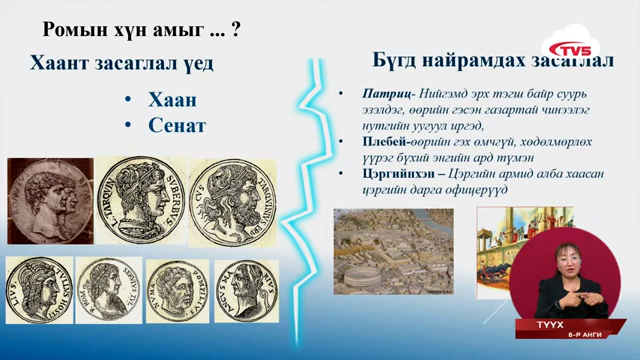 Ромын хүн амыг ... ?
Хаант засаглал үед
• Хаан
• Сенат
Бүгд найрамдах засаглал
TV5
• Патриц- Нийгэмд эрх тэгш байр суурь
эзэлдэг, өөрийн гэсэн газартай чинээлэг
нутгийн уугуул иргэд,
• Плебей-өөрийн гэх өмчгүй, хөдөлмөрлөх
үүрэг бүхий энгийн ард түмэн
• Цэргийнхэн – Цэргийн армид алба хаасан
цэргийн дарга офицерууд
L. TARQUIN SVPERBVS
ТҮҮХ
6-Р АНГИ